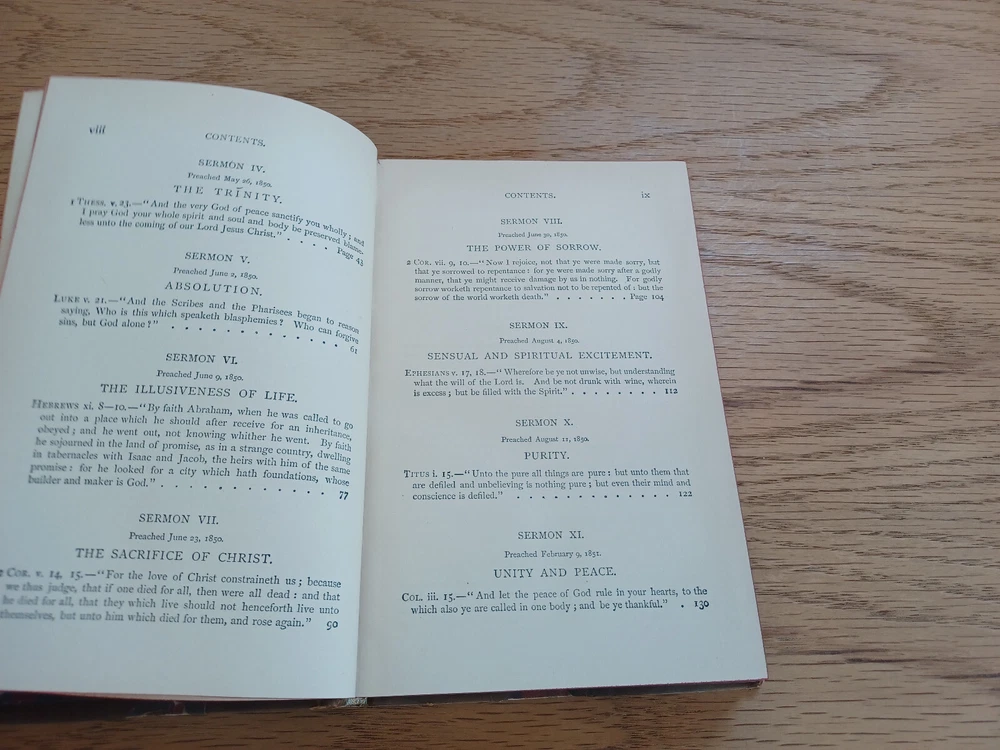 viii
CONTENTS.
SERMON IV.
Preached May 26, 1850.
THE TRINITY.
1 THESS. v. 23.—"And the very God of peace sanctify you wholly; and
I pray God your whole spirit and soul and body be preserved blame-
less unto the coming of our Lord Jesus Christ." . . . . Page 43
SERMON V.
Preached June 2, 1850.
ABSOLUTION.
LUKE v. 21.—"And the Scribes and the Pharisees began to reason
saying, Who is this which speaketh blasphemies? Who can forgive
sins, but God alone?" . . . . . . . . . . 61
SERMON VI.
Preached June 9, 1850.
THE ILLUSIVENESS OF LIFE.
HEBREWS xi. 8—10.—"By faith Abraham, when he was called to go
out into a place which he should after receive for an inheritance,
obeyed; and he went out, not knowing whither he went. By faith
he sojourned in the land of promise, as in a strange country, dwelling
in tabernacles with Isaac and Jacob, the heirs with him of the same
promise: for he looked for a city which hath foundations, whose
builder and maker is God." . . . . . . . . . . . . 77
SERMON VII.
Preached June 23, 1850.
THE SACRIFICE OF CHRIST.
2 COR. v. 14, 15.—"For the love of Christ constraineth us; because
we thus judge, that if one died for all, then were all dead: and that
he died for all, that they which live should not henceforth live unto
themselves, but unto him which died for them, and rose again." 90
CONTENTS. ix
SERMON VIII.
Preached June 30, 1850.
THE POWER OF SORROW.
2 COR. vii. 9, 10.—"Now I rejoice, not that ye were made sorry, but
that ye sorrowed to repentance: for ye were made sorry after a godly
manner, that ye might receive damage by us in nothing. For godly
sorrow worketh repentance to salvation not to be repented of: but the
sorrow of the world worketh death." . . . . . . . Page 104
SERMON IX.
Preached August 4, 1850.
SENSUAL AND SPIRITUAL EXCITEMENT.
EPHESIANS v. 17, 18.—"Wherefore be ye not unwise, but understanding
what the will of the Lord is. And be not drunk with wine, wherein
is excess; but be filled with the Spirit." . . . . . . . . 112
SERMON X.
Preached August 11, 1850.
PURITY.
TITUS i. 15.—"Unto the pure all things are pure: but unto them that
are defiled and unbelieving is nothing pure; but even their mind and
conscience is defiled." . . . . . . . . . . . . . 122
SERMON XI.
Preached February 9, 1851.
UNITY AND PEACE.
COL. iii. 15.—"And let the peace of God rule in your hearts, to the
which also ye are called in one body; and be ye thankful." . 130